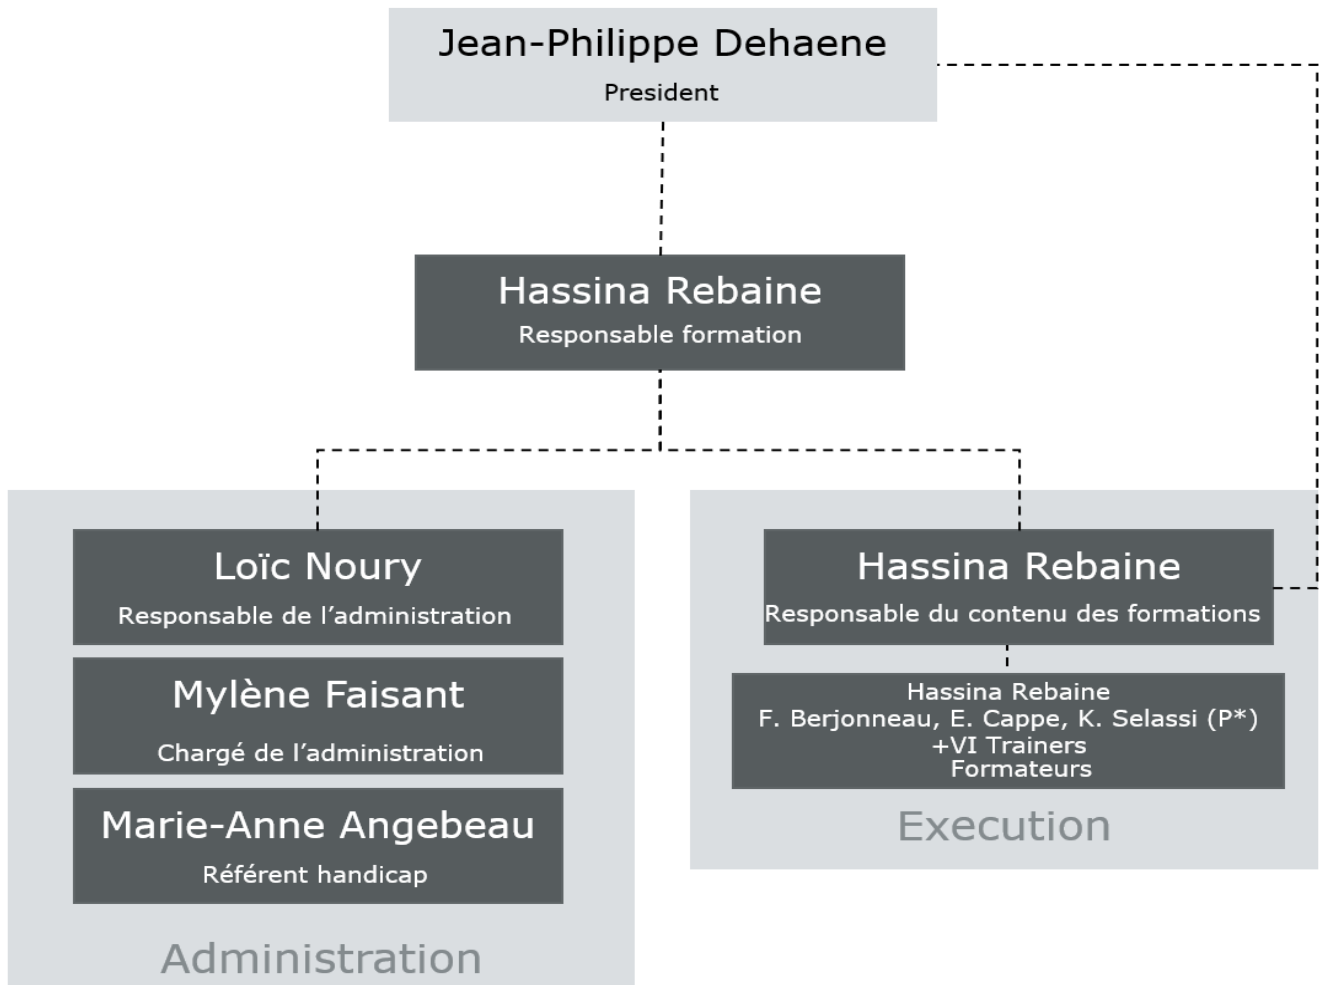 Jean-Philippe Dehaene
President
Hassina Rebaine
Responsable formation
Loïc Noury
Responsable de l’administration
Mylène Faisant
Chargé de l’administration
Marie-Anne Angebeau
Référent handicap
Administration
Hassina Rebaine
Responsable du contenu des formations
Hassina Rebaine
F. Berjonneau, E. Cappe, K. Selassi (P*)
+VI Trainers
Formateurs
Execution